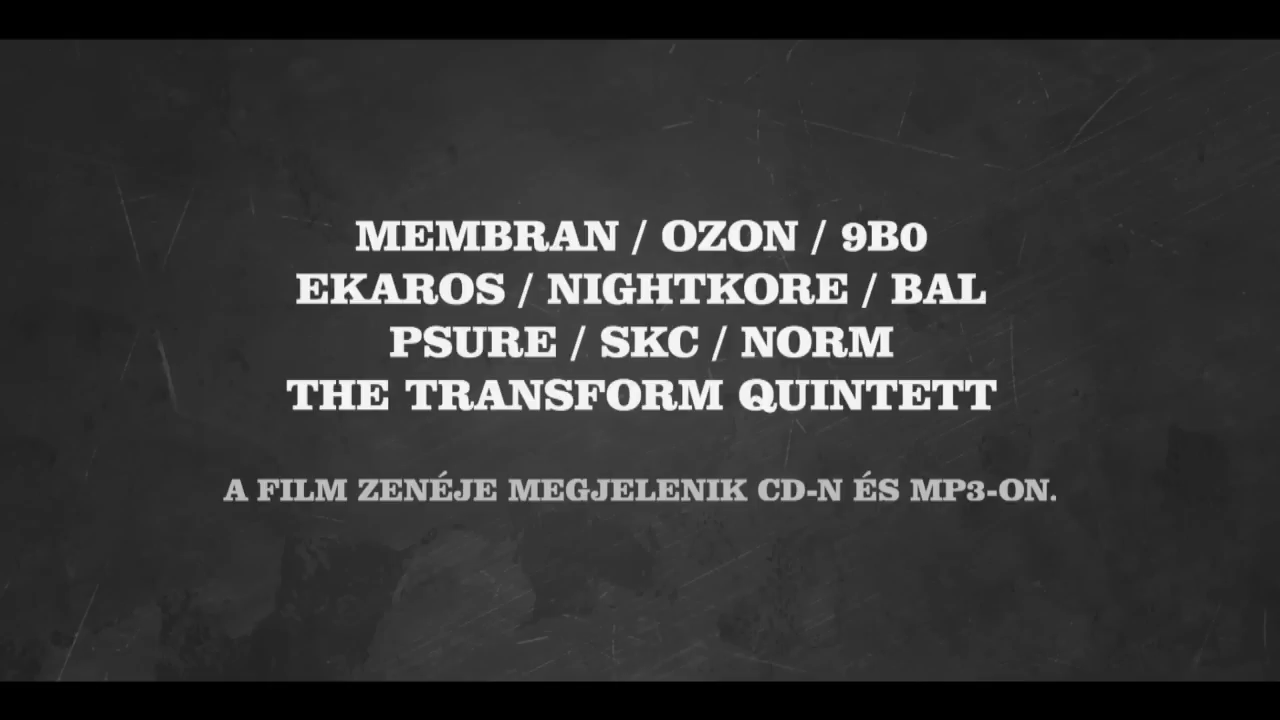 MEMBRAN / OZON / 9B0
EKAROS / NIGHTKORE / BAL
PSURE / SKC / NORM
THE TRANSFORM QUINTETT
A FILM ZENÉJE MEGJELENIK CD-N ÉS MP3-ON.